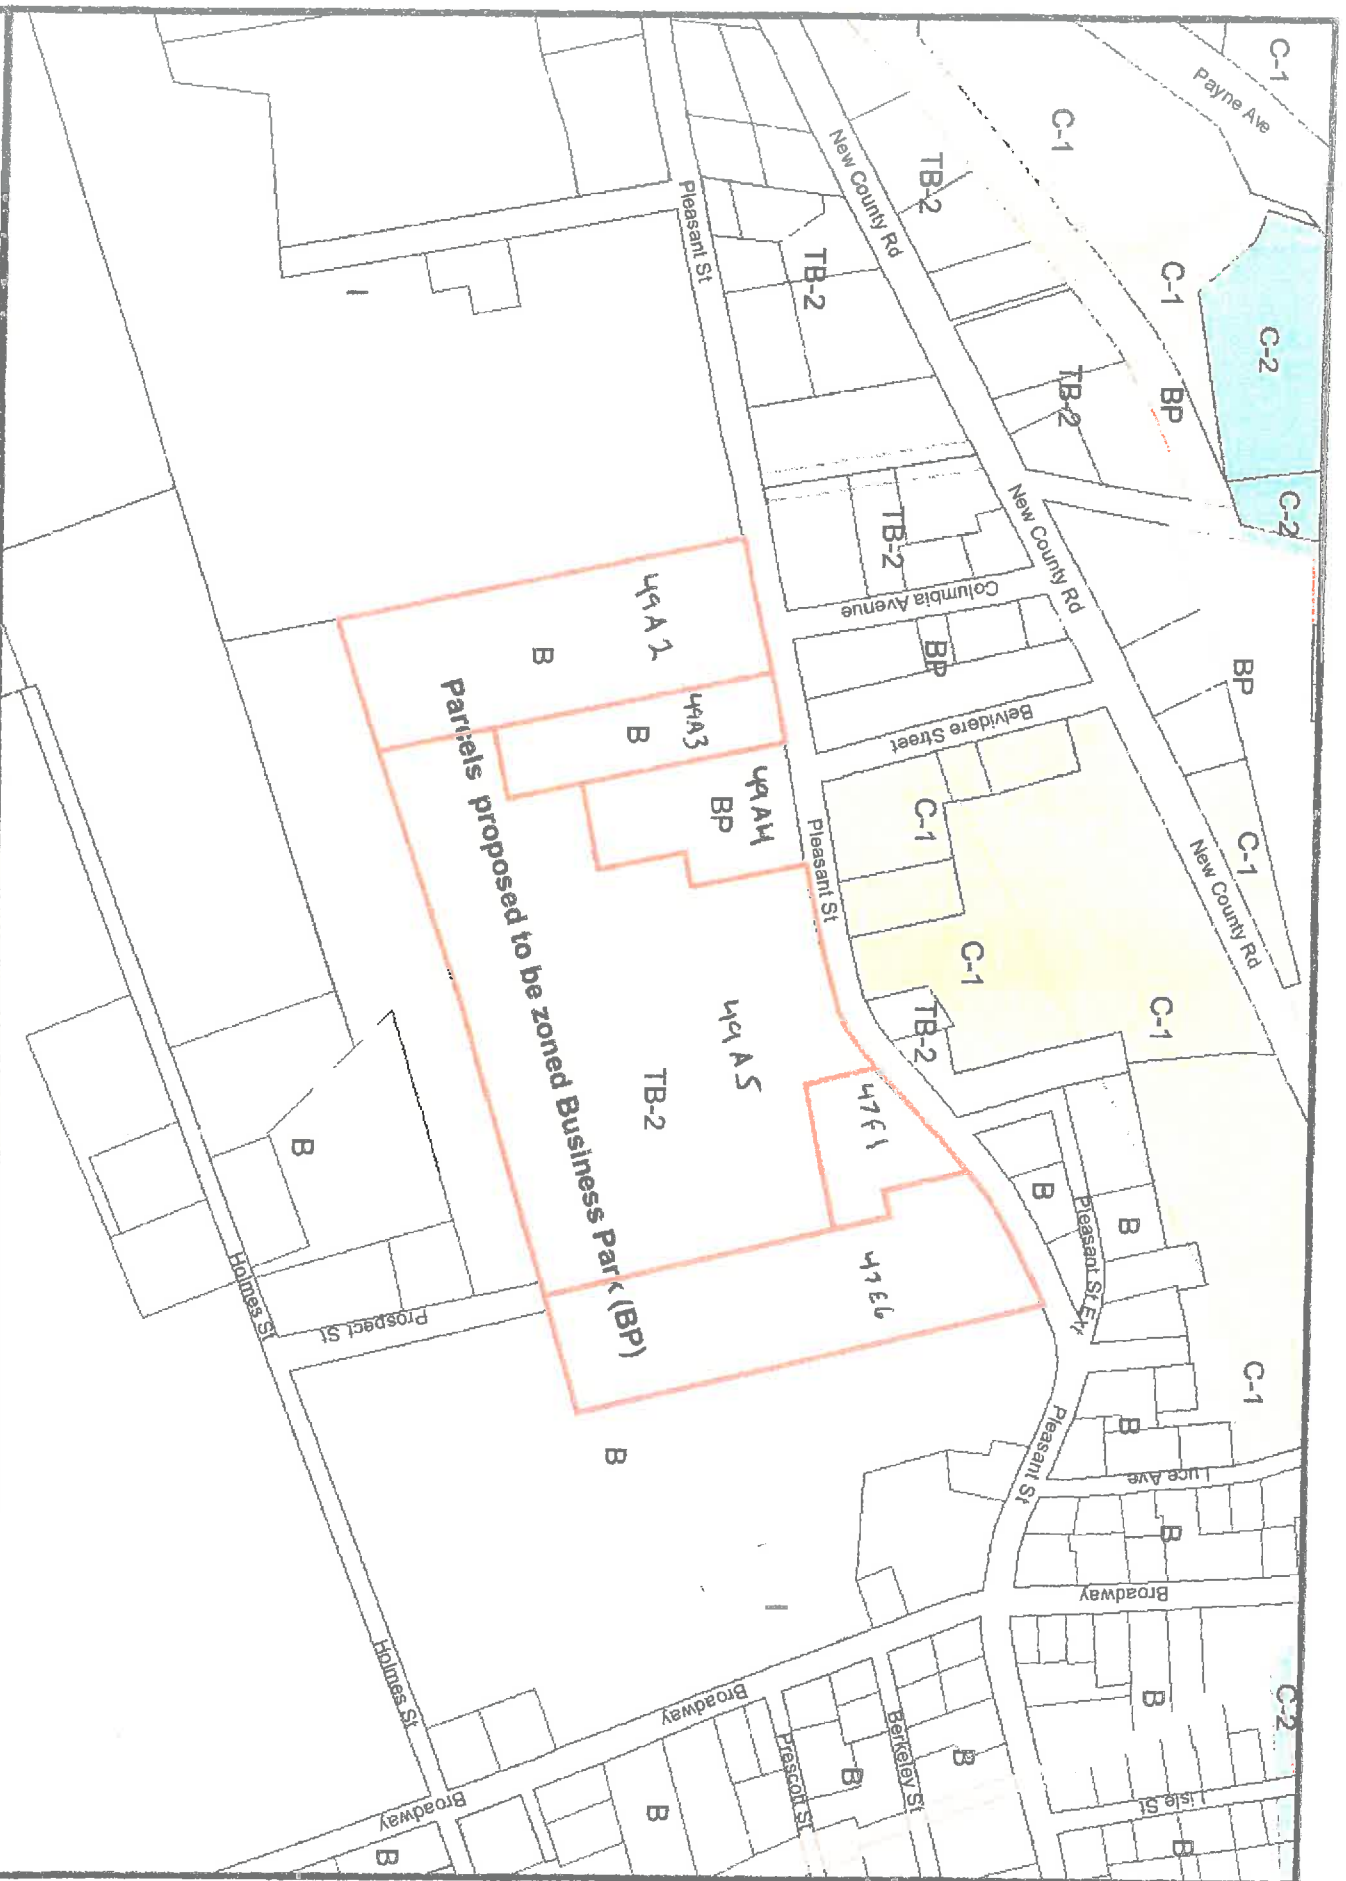 C-1
Payne Ave
C-1
TB-2
New County Rd
C-1
C-2
Pleasant St
TB-2
I
BP
TB-2
C-2
New County Rd
TB-2
Columbia Avenue
BP
BP
Belvidere Street
49A2
B
49A3
B
49A4
BP
Pleasant St
C-1
C-1
New County Rd
C-1
C-1
TB-2
49A5
TB-2
47F1
47E6
Parcels proposed to be zoned Business Park (BP)
B
B
Pleasant St Ext
B
Holmes St
Prospect St
C-1
B
B
Pleasant St
Luce Ave
B
Broadway
Holmes St
Broadway
B
C-2
Prescott St
B
Berkeley St
B
Lisle St
B
B
Broadway
B